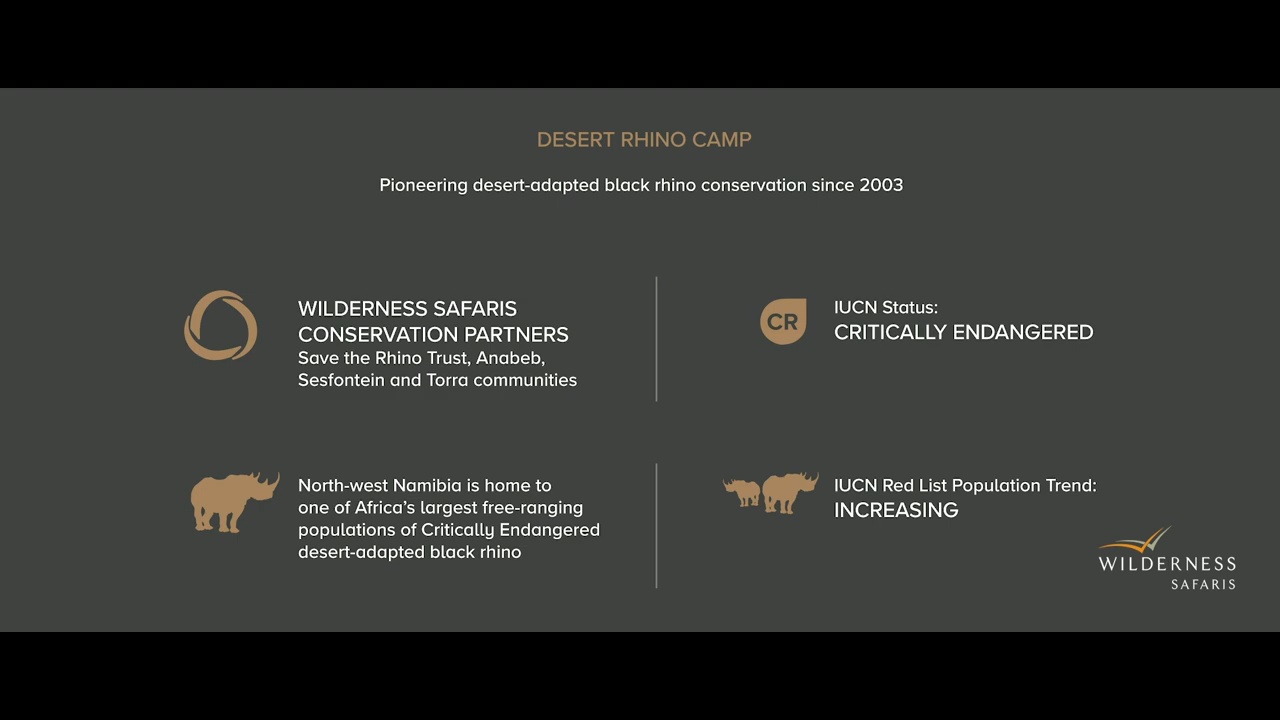 DESERT RHINO CAMP
Pioneering desert-adapted black rhino conservation since 2003
WILDERNESS SAFARIS
CONSERVATION PARTNERS
Save the Rhino Trust, Anabeb,
Sesfontein and Torra communities
CR
IUCN Status:
CRITICALLY ENDANGERED
North-west Namibia is home to
one of Africa's largest free-ranging
populations of Critically Endangered
desert-adapted black rhino
IUCN Red List Population Trend:
INCREASING
WILDERNESS
SAFARIS